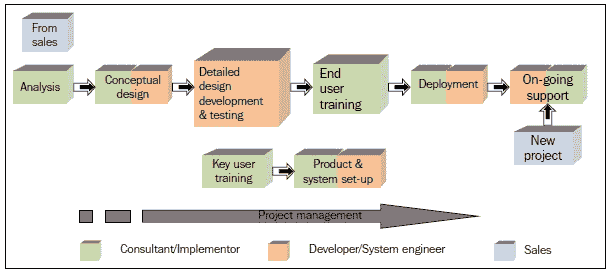 From
sales
Analysis
Conceptual
design
Detailed
design
development
& testing
End
user
training
Deployment
On-going
support
New
project
Key user
training
Product &
system set-up
Project management
Consultant/Implementor
Developer/System engineer
Sales